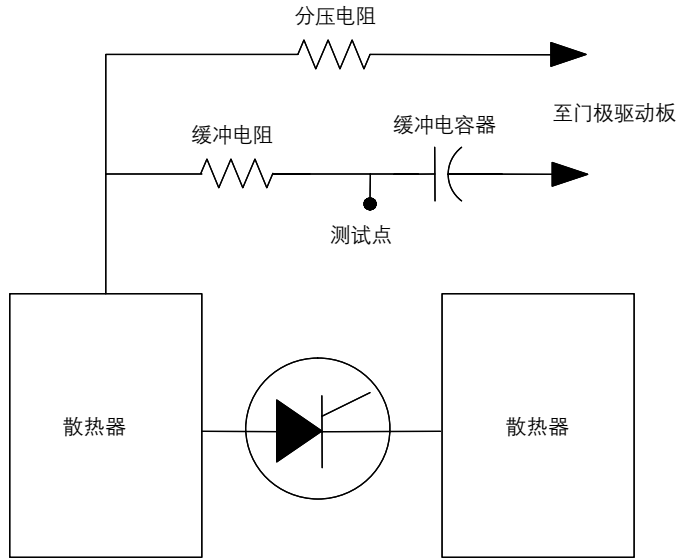 分压电阻
至门极驱动板
缓冲电阻
缓冲电容器
测试点
散热器
散热器